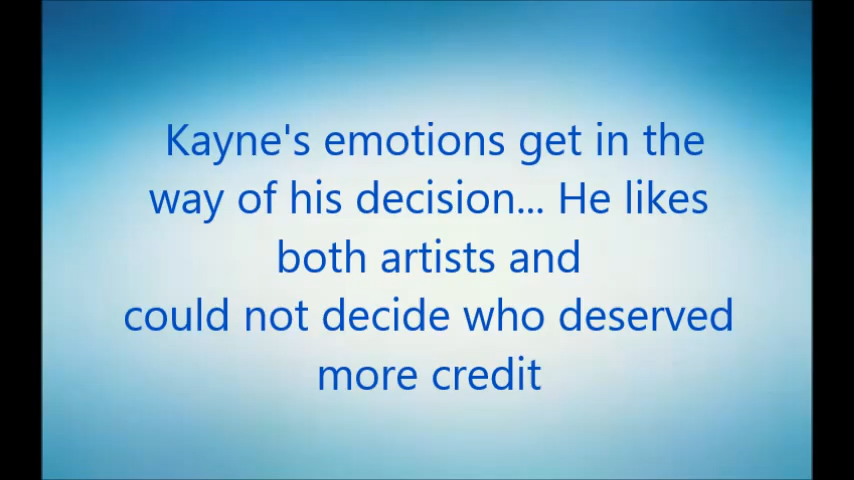 Kayne's emotions get in the
way of his decision... He likes
both artists and
could not decide who deserved
more credit